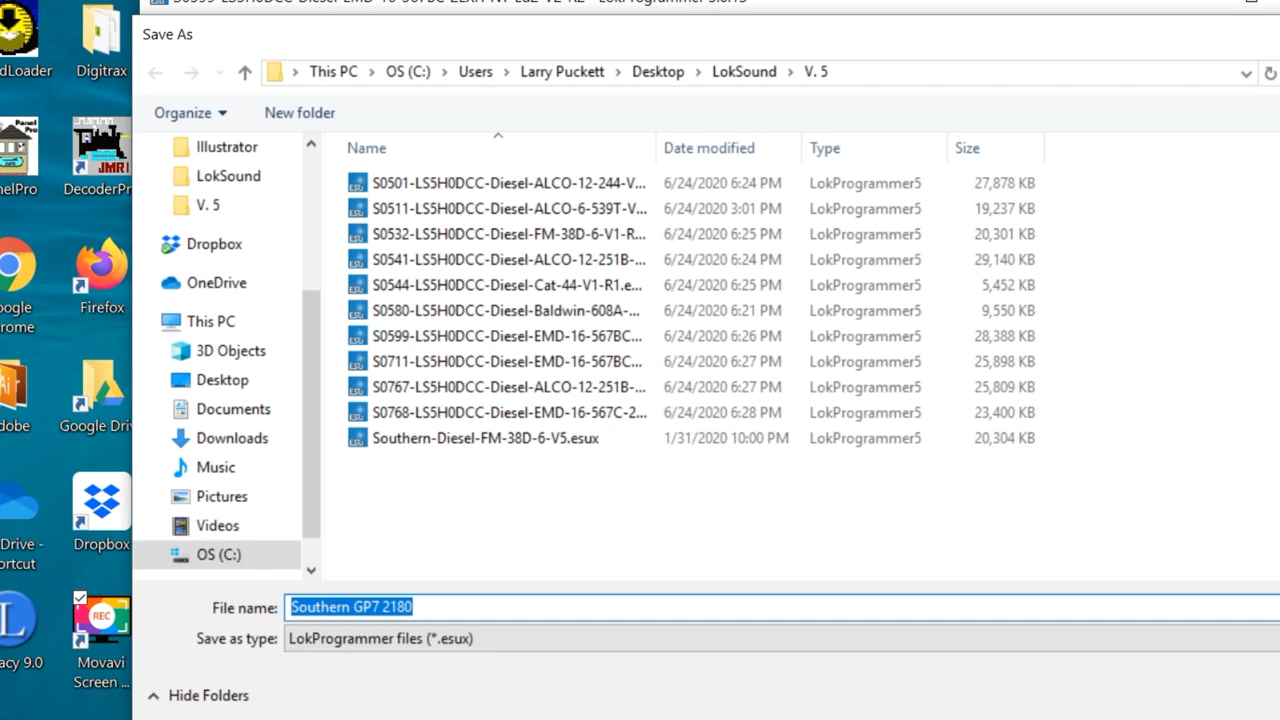 Save As
This PC > OS (C:) > Users > Larry Puckett > Desktop > LokSound > V. 5
Organize
New folder
Illustrator
LokSound
V. 5
Dropbox
OneDrive
This PC
3D Objects
Desktop
Documents
Downloads
Music
Pictures
Videos
OS (C:)
Name Date modified Type Size
S0501-LS5H0DCC-Diesel-ALCO-12-244-V... 6/24/2020 6:24 PM LokProgrammer5 27,878 KB
S0511-LS5H0DCC-Diesel-ALCO-6-539T-V... 6/24/2020 3:01 PM LokProgrammer5 19,237 KB
S0532-LS5H0DCC-Diesel-FM-38D-6-V1-R... 6/24/2020 6:25 PM LokProgrammer5 20,301 KB
S0541-LS5H0DCC-Diesel-ALCO-12-251B-... 6/24/2020 6:24 PM LokProgrammer5 29,140 KB
S0544-LS5H0DCC-Diesel-Cat-44-V1-R1.e... 6/24/2020 6:25 PM LokProgrammer5 5,452 KB
S0580-LS5H0DCC-Diesel-Baldwin-608A-... 6/24/2020 6:21 PM LokProgrammer5 9,550 KB
S0599-LS5H0DCC-Diesel-EMD-16-567BC... 6/24/2020 6:26 PM LokProgrammer5 28,388 KB
S0711-LS5H0DCC-Diesel-EMD-16-567BC... 6/24/2020 6:27 PM LokProgrammer5 25,898 KB
S0767-LS5H0DCC-Diesel-ALCO-12-251B-... 6/24/2020 6:27 PM LokProgrammer5 25,809 KB
S0768-LS5H0DCC-Diesel-EMD-16-567C-2... 6/24/2020 6:28 PM LokProgrammer5 23,400 KB
Southern-Diesel-FM-38D-6-V5.esux 1/31/2020 10:00 PM LokProgrammer5 20,304 KB
File name: Southern GP7 2180
Save as type: LokProgrammer files (*.esux)
Hide Folders
dLoader
Digitrax
Panel
Pro
JMRI
nelPro
DecoderPr
oogle
rome
Firefox
Air
dobe
Google Driv
Drive -
ortcut
Dropbox
REC
L
acy 9.0
Movavi
Screen ...